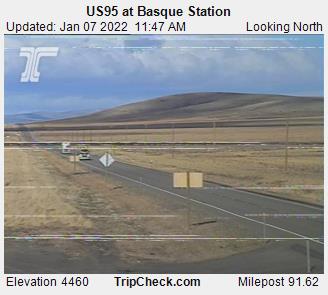 US95 at Basque Station
Updated: Jan 07 2022 11:47 AM Looking North
Elevation 4460 TripCheck.com Milepost 91.62